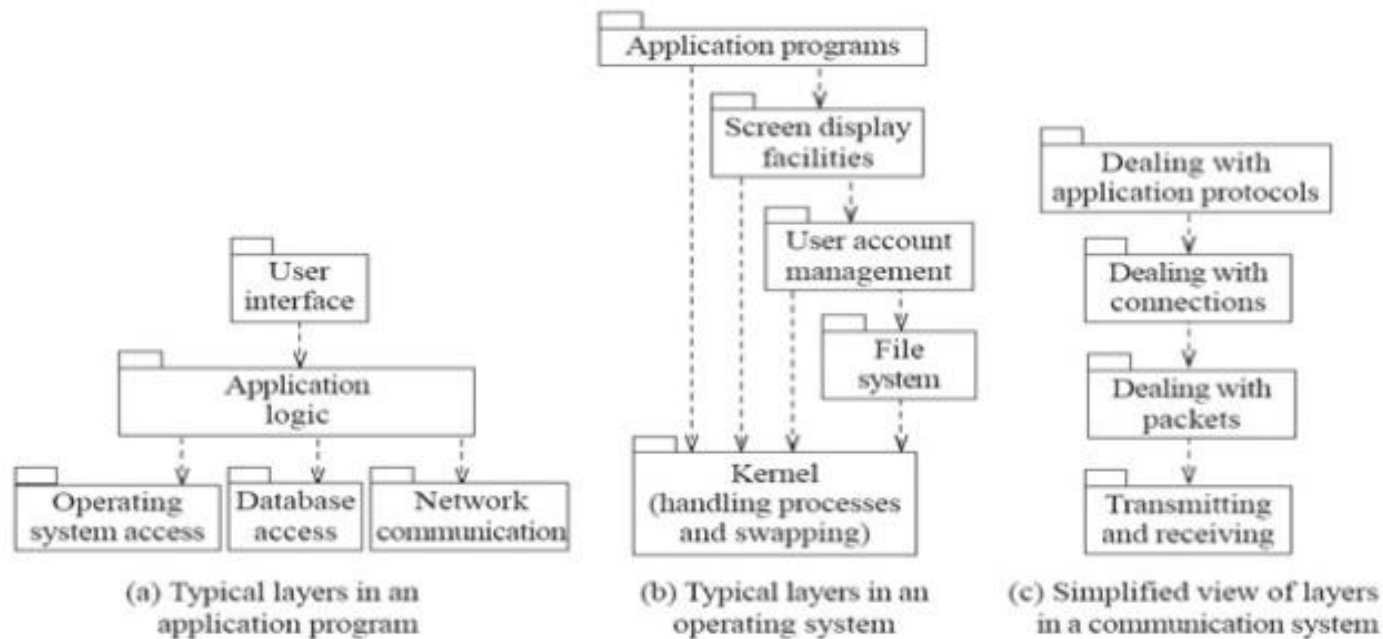 User
interface
Application
logic
Operating
system access
Database
access
Network
communication
(a) Typical layers in an
application program
Application programs
Screen display
facilities
User account
management
File
system
Kernel
(handling processes
and swapping)
(b) Typical layers in an
operating system
Dealing with
application protocols
Dealing with
connections
Dealing with
packets
Transmitting
and receiving
(c) Simplified view of layers
in a communication system